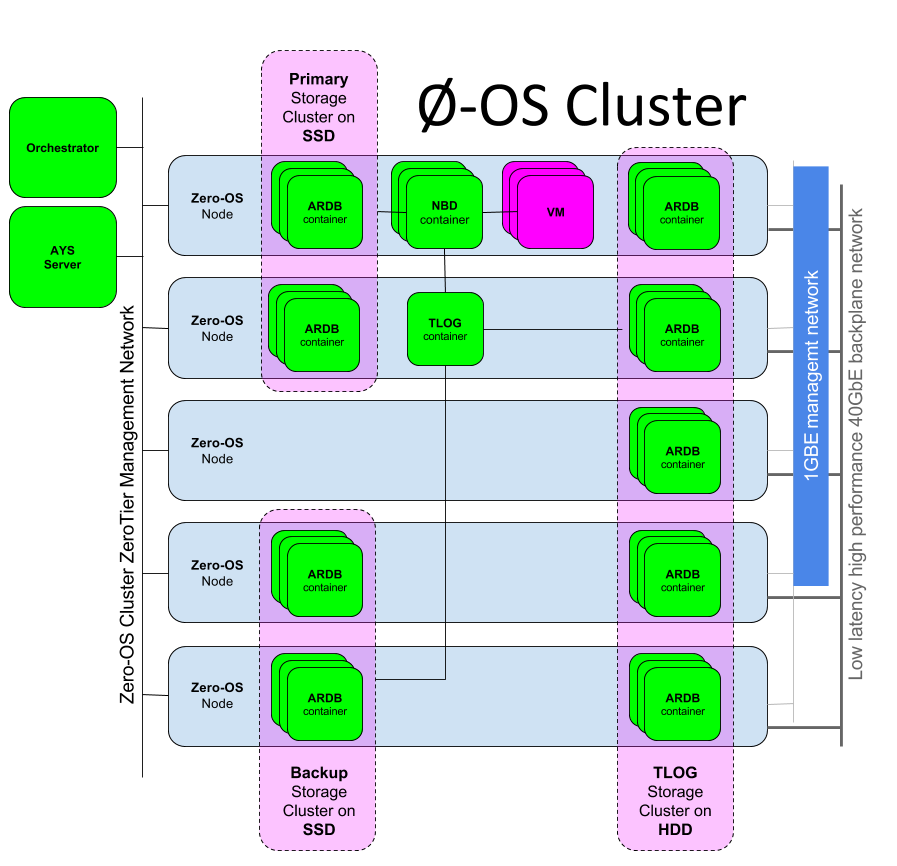 Ø-OS Cluster
Primary
Storage
Cluster on
SSD
Orchestrator
AYS
Server
Zero-OS Cluster ZeroTier Management Network
Zero-OS
Node
ARDB
container
NBD
container
VM
ARDB
container
Zero-OS
Node
ARDB
container
TLOG
container
ARDB
container
Zero-OS
Node
ARDB
container
Zero-OS
Node
ARDB
container
ARDB
container
Zero-OS
Node
ARDB
container
ARDB
container
Backup
Storage
Cluster on
SSD
TLOG
Storage
Cluster on
HDD
1GBE managemt network
Low latency high performance 40GbE backplane network